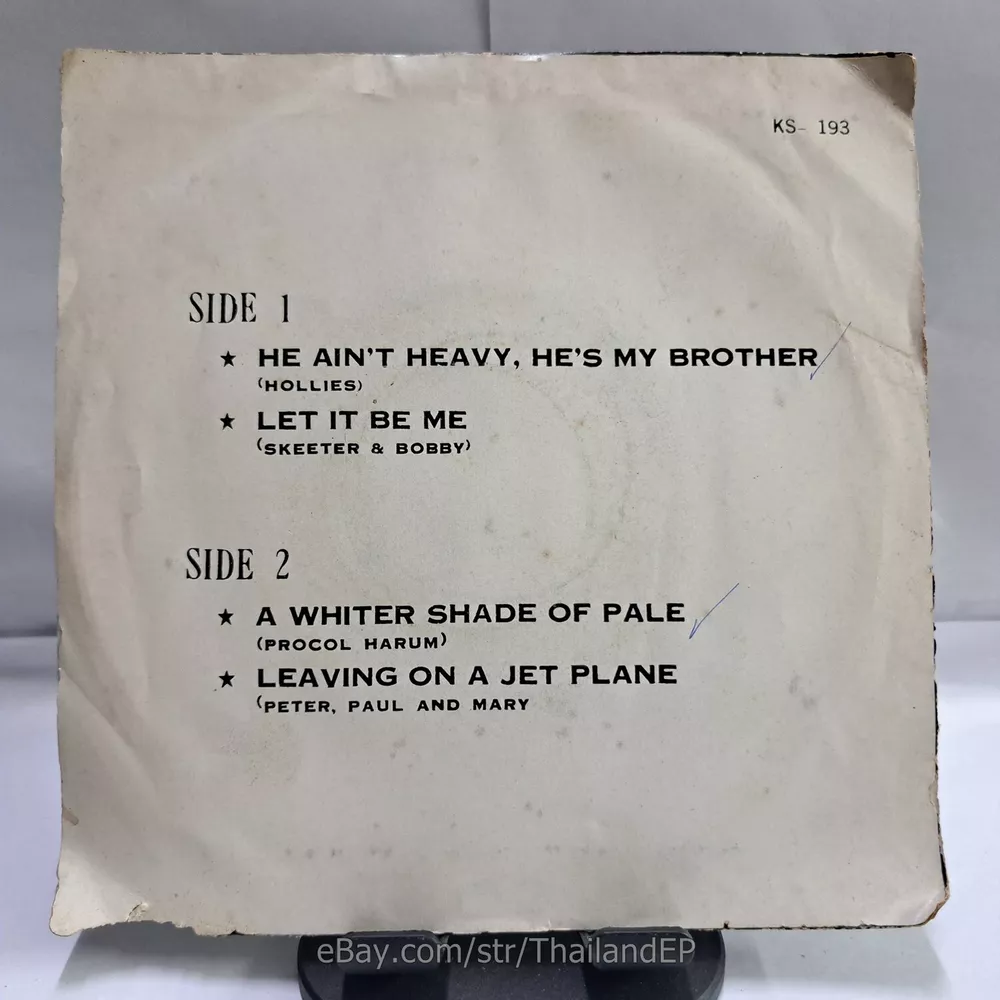 KS- 193
SIDE 1
★ HE AIN'T HEAVY, HE'S MY BROTHER
(HOLLIES)
★ LET IT BE ME
(SKEETER & BOBBY)
SIDE 2
★ A WHITER SHADE OF PALE
(PROCOL HARUM)
★ LEAVING ON A JET PLANE
(PETER, PAUL AND MARY
eBay.com/str/ThailandEP